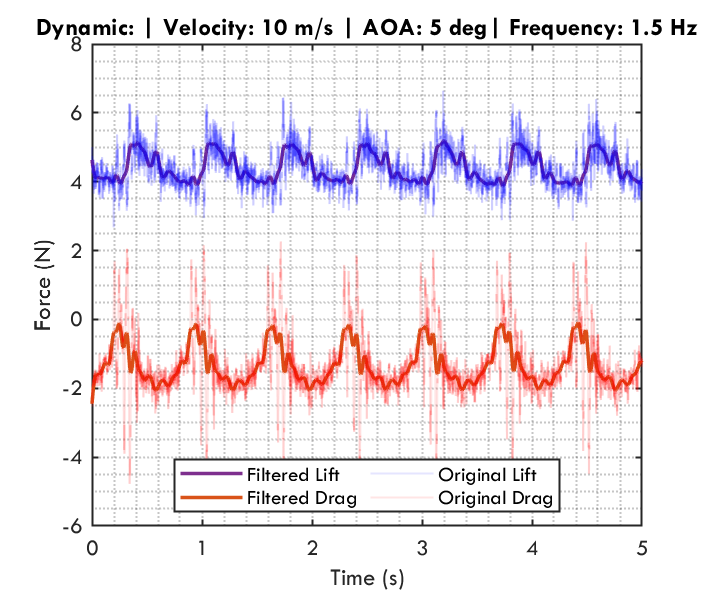 Dynamic: | Velocity: 10 m/s | AOA: 5 deg| Frequency: 1.5 Hz
8
6
4
2
0
-2
-4
-6
Force (N)
Filtered Lift Original Lift
Filtered Drag Original Drag
0 1 2 3 4 5
Time (s)